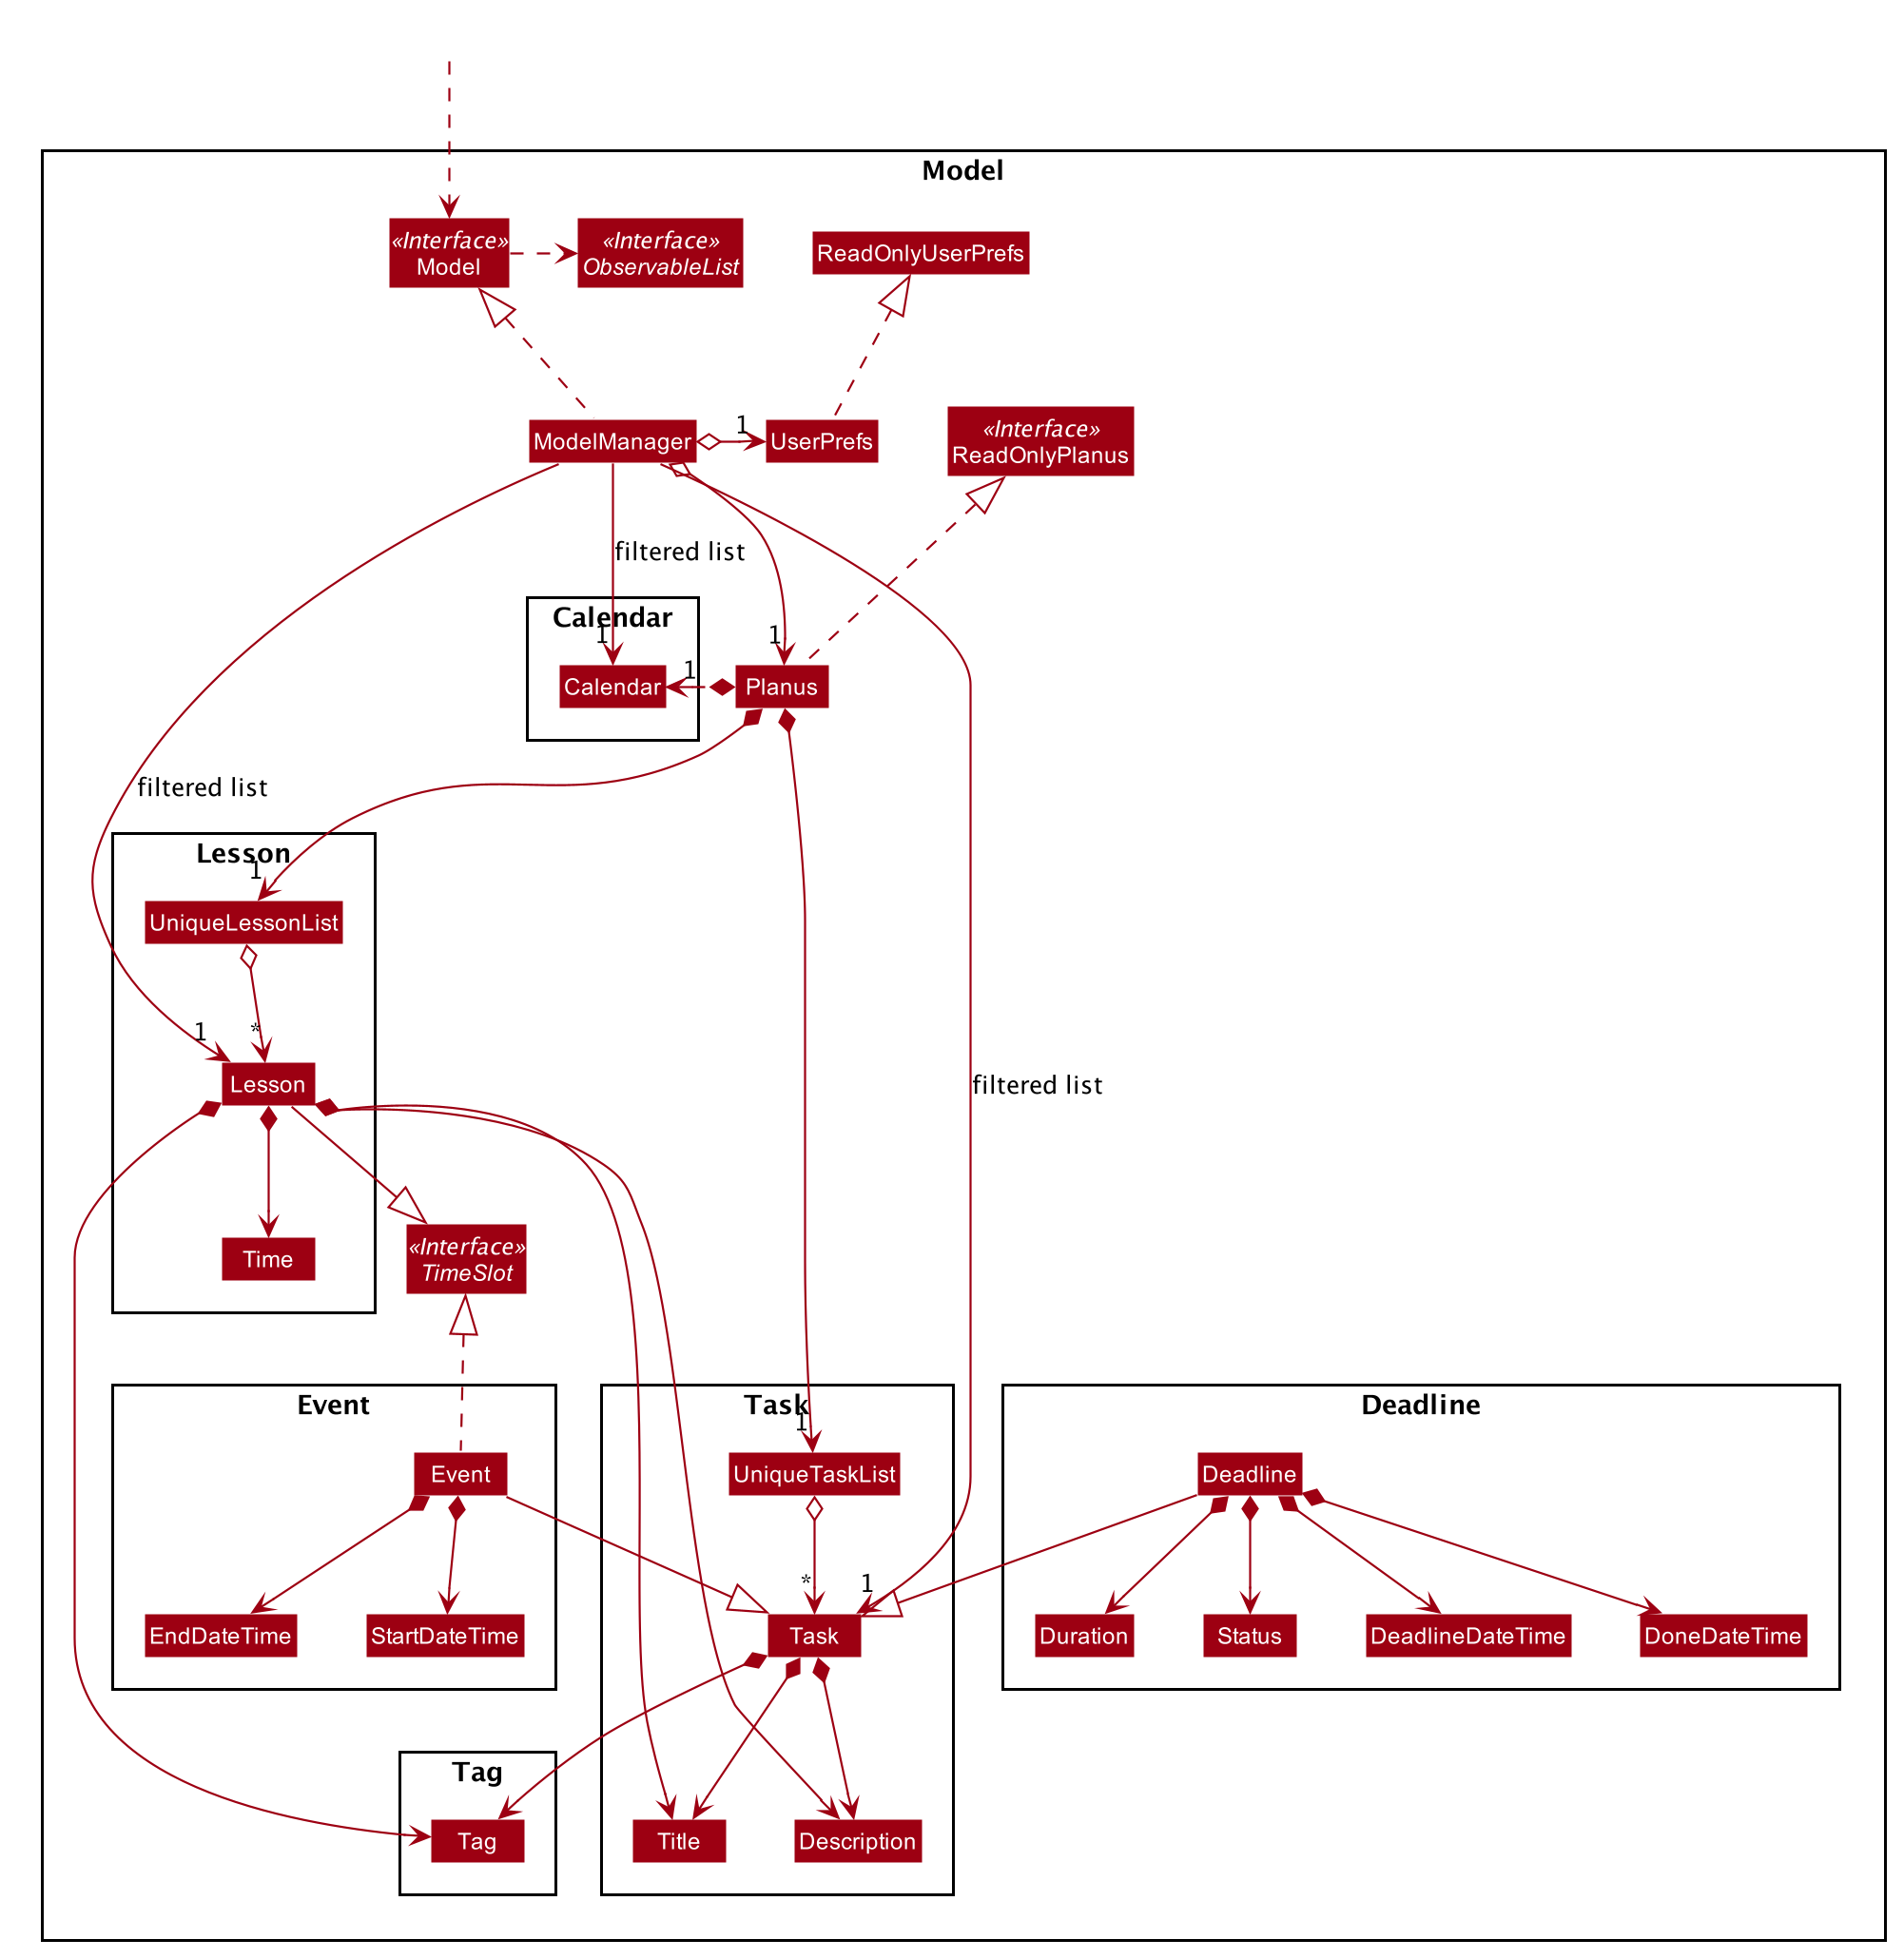 Model
«Interface»
Model
«Interface»
ObservableList
ReadOnlyUserPrefs
ModelManager
1
UserPrefs
«Interface»
ReadOnlyPlanus
filtered list
Calendar
1
1
Calendar
1
Planus
filtered list
Lesson
1
UniqueLessonList
1
*
Lesson
filtered list
Time
«Interface»
TimeSlot
Event
Task
1
Deadline
Event
UniqueTaskList
Deadline
*
1
EndDateTime
StartDateTime
Task
Duration
Status
DeadlineDateTime
DoneDateTime
Tag
Tag
Title
Description